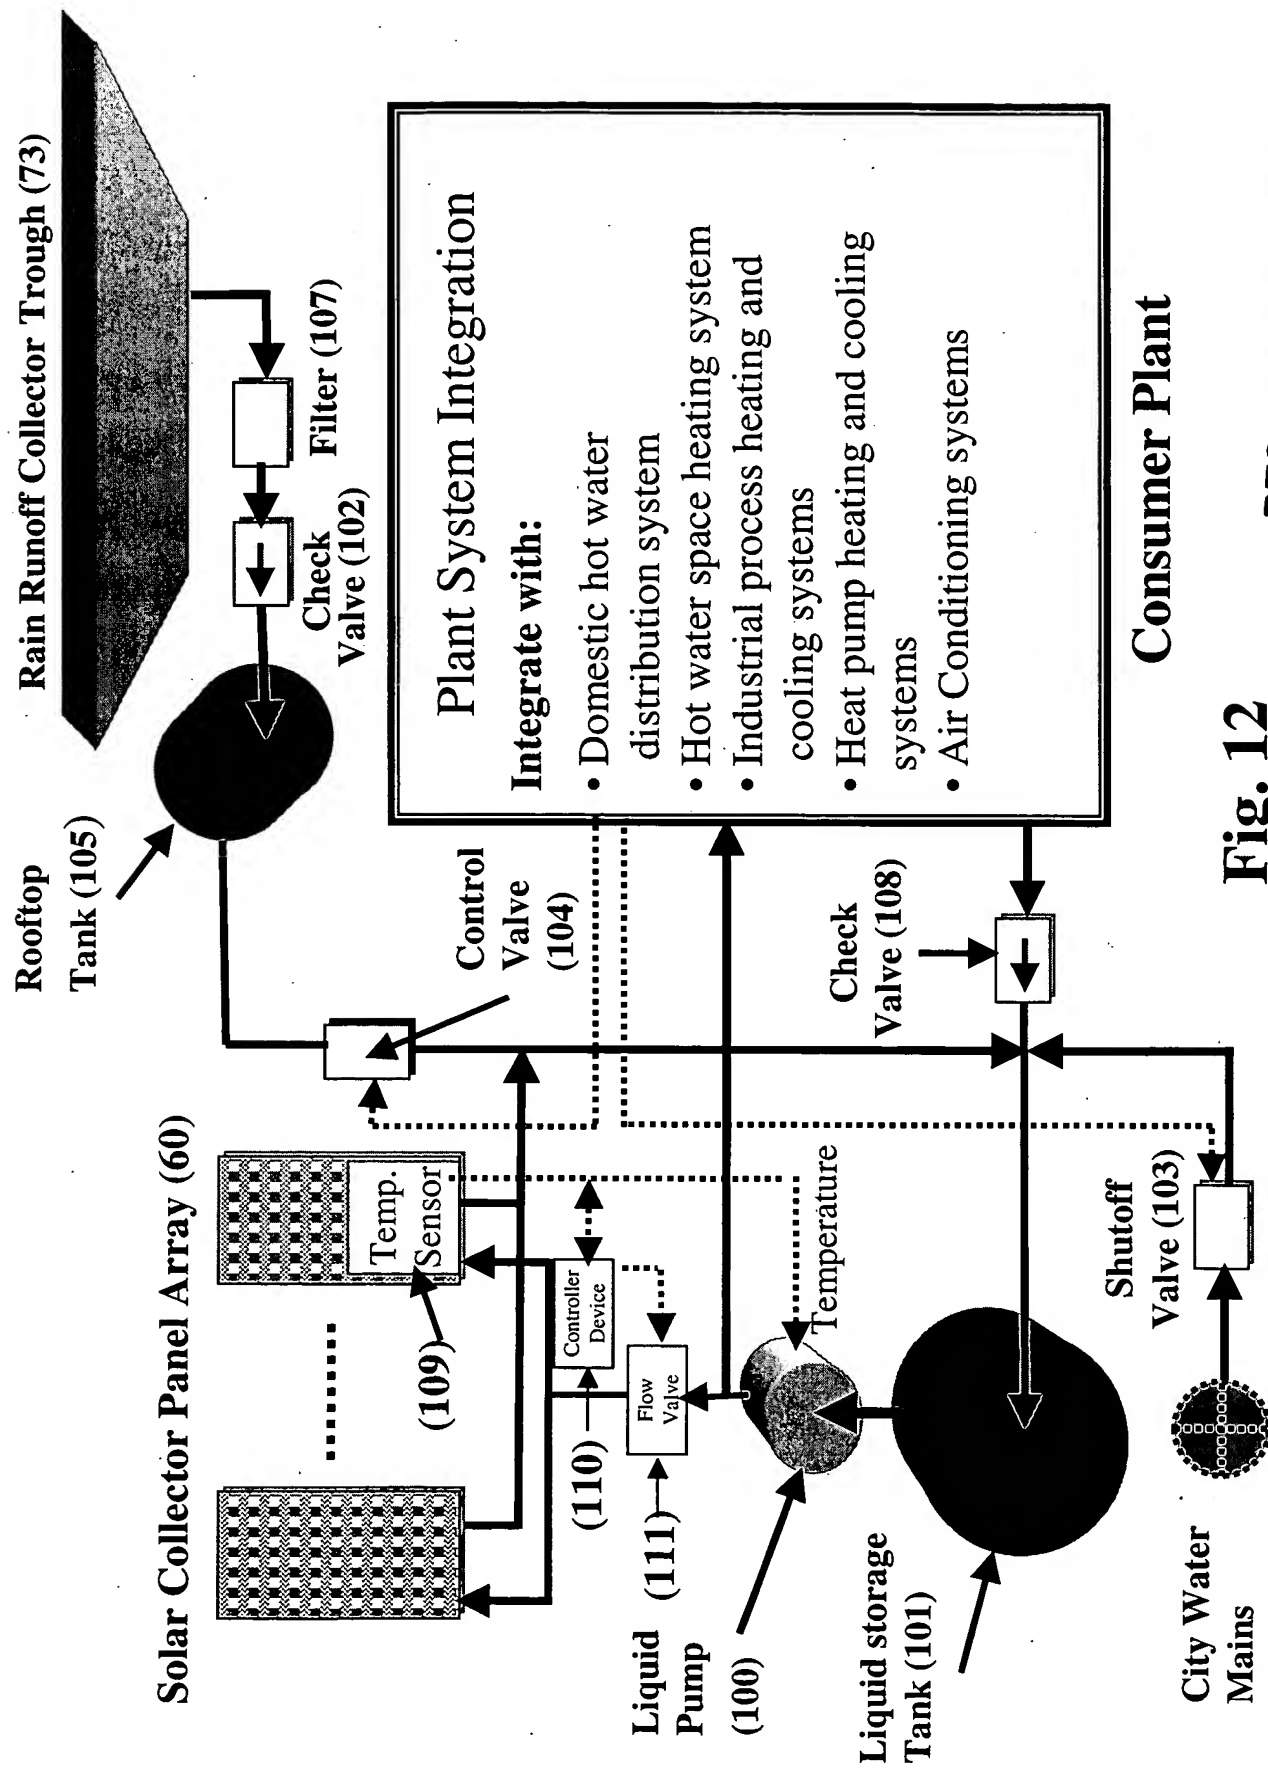 Rain Runoff Collector Trough (73)
Rooftop
Tank (105)
Check
Valve (102)
Filter (107)
Solar Collector Panel Array (60)
Temp.
Sensor
(109)
Control
Valve
(104)
Controller
Device
(110)
Flow
Valve
(111)
Liquid
Pump
(100)
Temperature
Plant System Integration
Integrate with:
• Domestic hot water
distribution system
• Hot water space heating system
• Industrial process heating and
cooling systems
• Heat pump heating and cooling
systems
• Air Conditioning systems
Consumer Plant
Check
Valve (108)
Liquid storage
Tank (101)
Shutoff
Valve (103)
City Water
Mains
Fig. 12